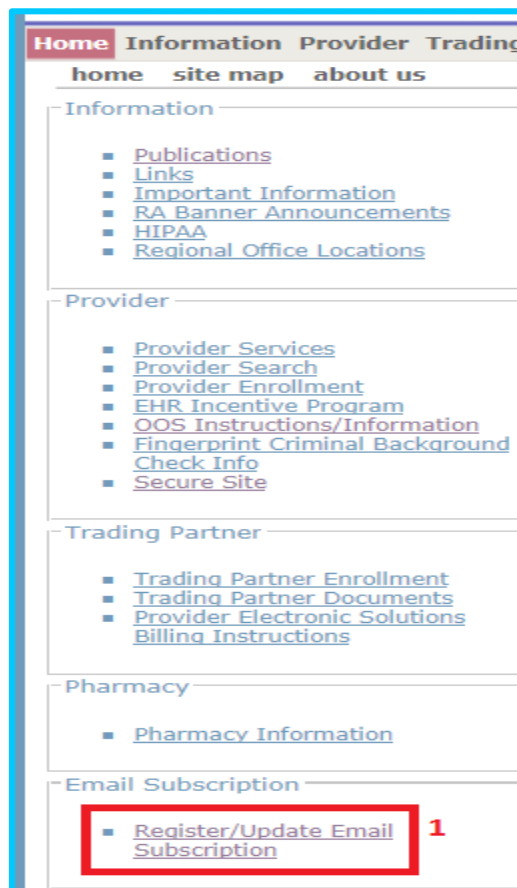 Home Information Provider Trading
home site map about us
Information
Publications
Links
Important Information
RA Banner Announcements
HIPAA
Regional Office Locations
Provider
Provider Services
Provider Search
Provider Enrollment
EHR Incentive Program
OOS Instructions/Information
Fingerprint Criminal Background
Check Info
Secure Site
Trading Partner
Trading Partner Enrollment
Trading Partner Documents
Provider Electronic Solutions
Billing Instructions
Pharmacy
Pharmacy Information
Email Subscription
Register/Update Email 1
Subscription